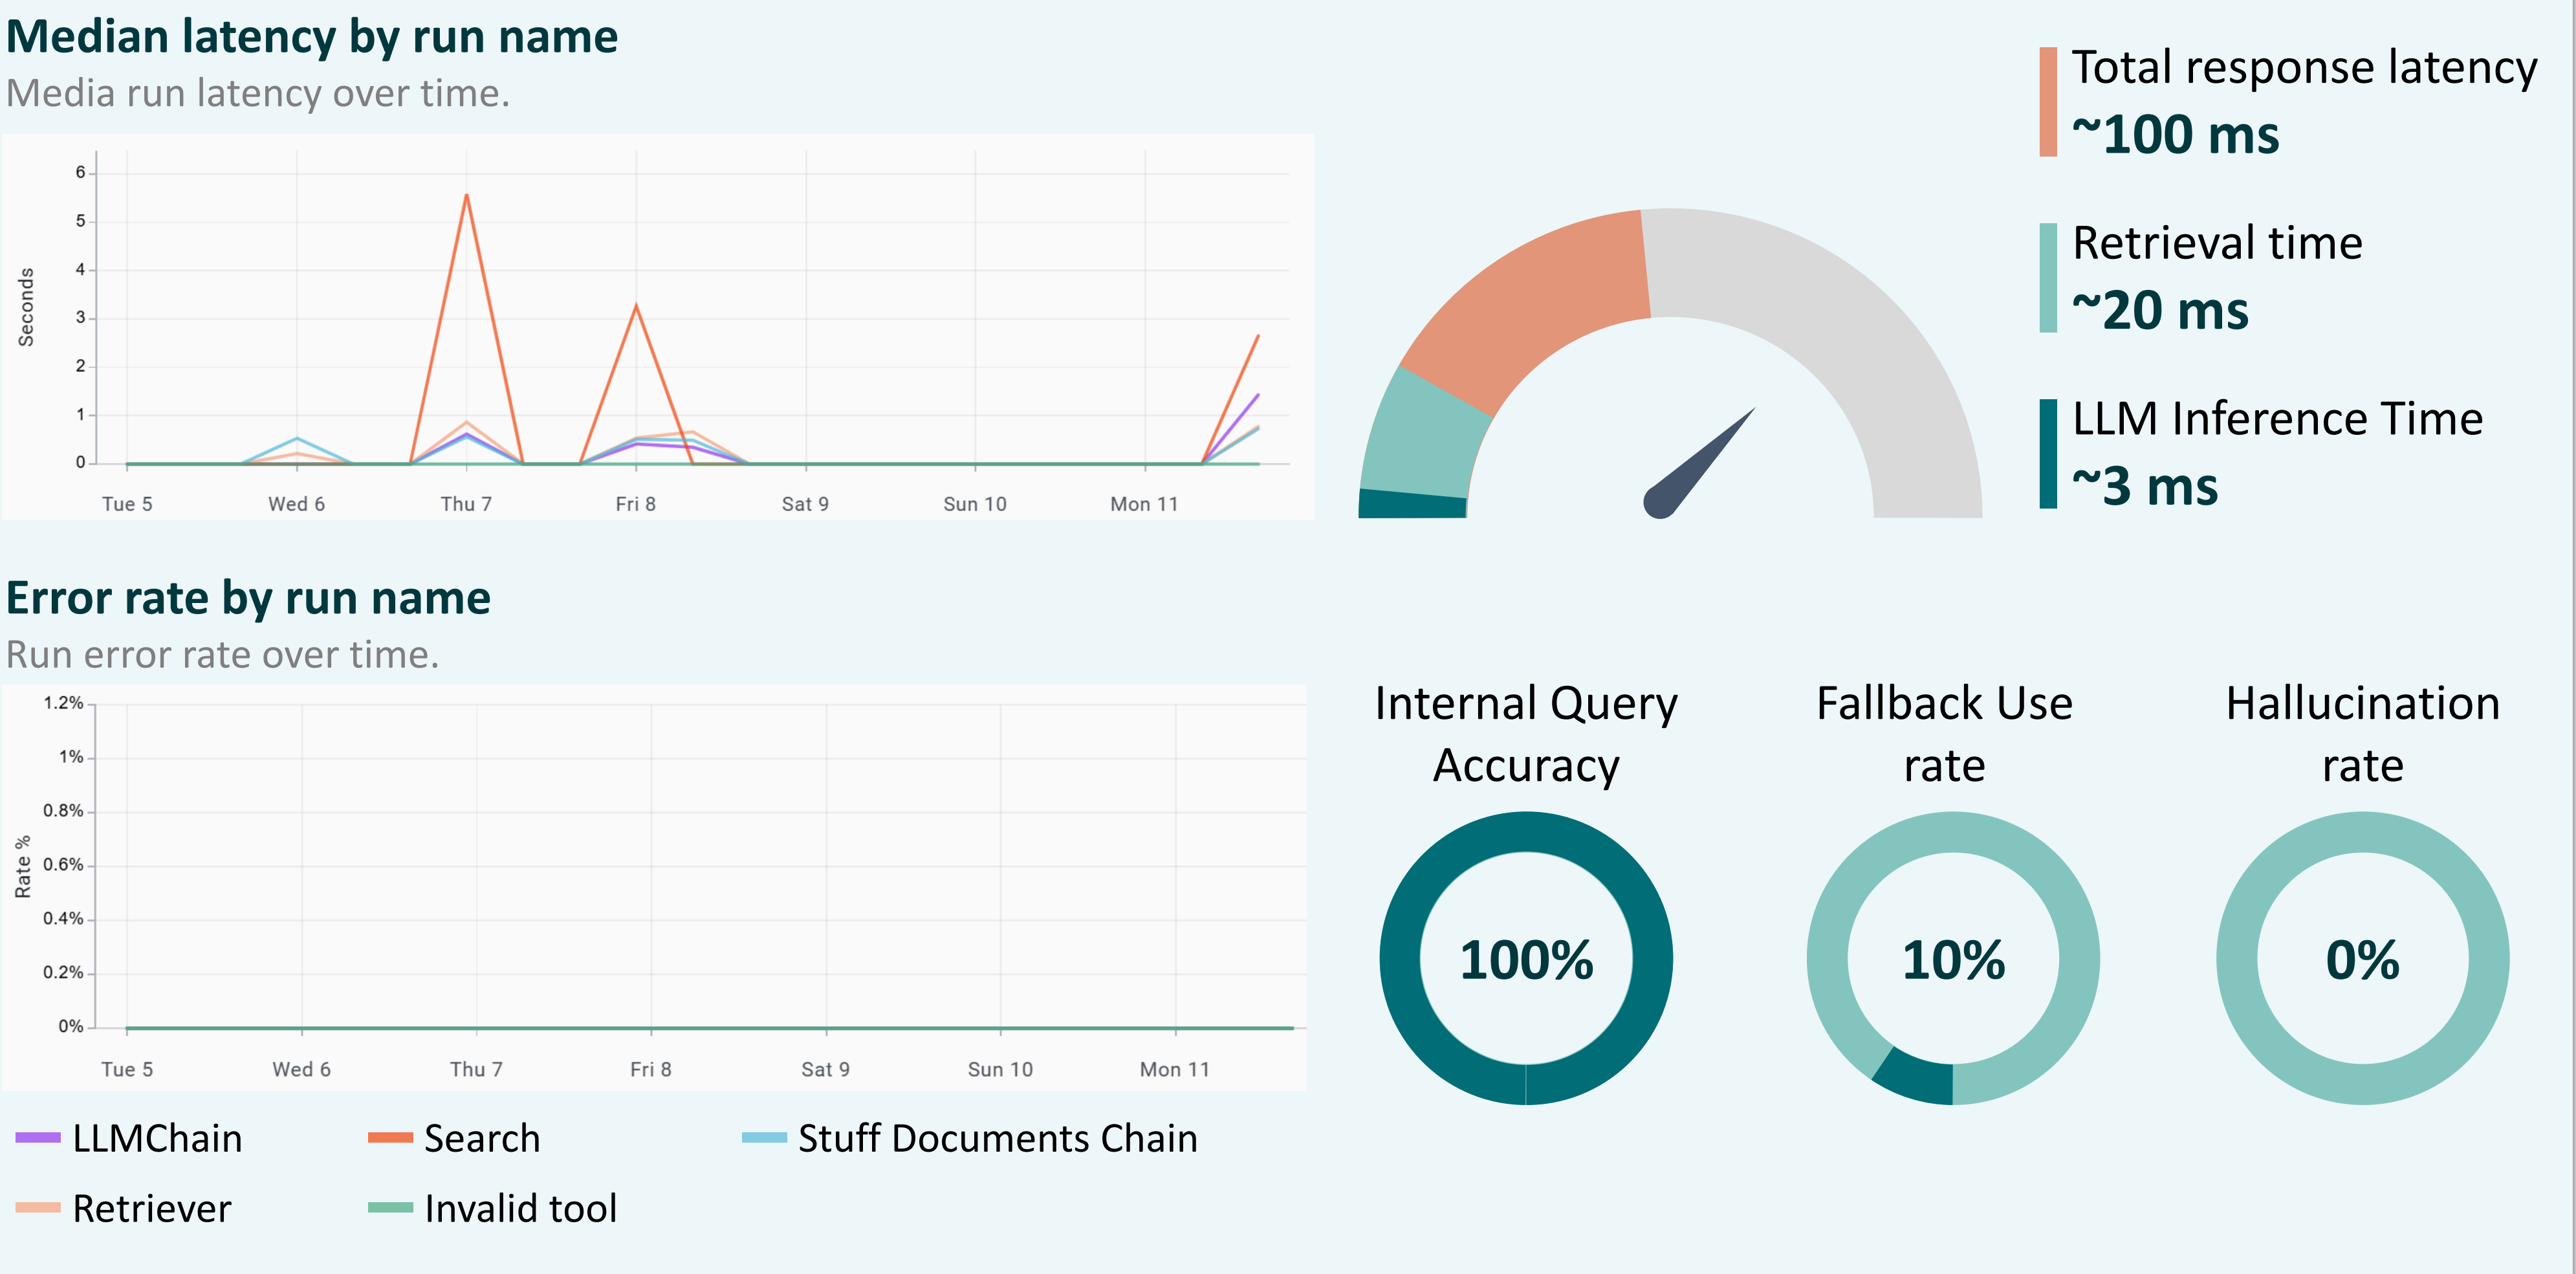 Median latency by run name
Media run latency over time.
6
5
4
3
2
1
0
Seconds
Tue 5 Wed 6 Thu 7 Fri 8 Sat 9 Sun 10 Mon 11
Total response latency
~100 ms
Retrieval time
~20 ms
LLM Inference Time
~3 ms
Error rate by run name
Run error rate over time.
1.2%
1%
0.8%
0.6%
0.4%
0.2%
0%
Rate %
Tue 5 Wed 6 Thu 7 Fri 8 Sat 9 Sun 10 Mon 11
LLMChain Search Stuff Documents Chain
Retriever Invalid tool
Internal Query
Accuracy
100%
Fallback Use
rate
10%
Hallucination
rate
0%